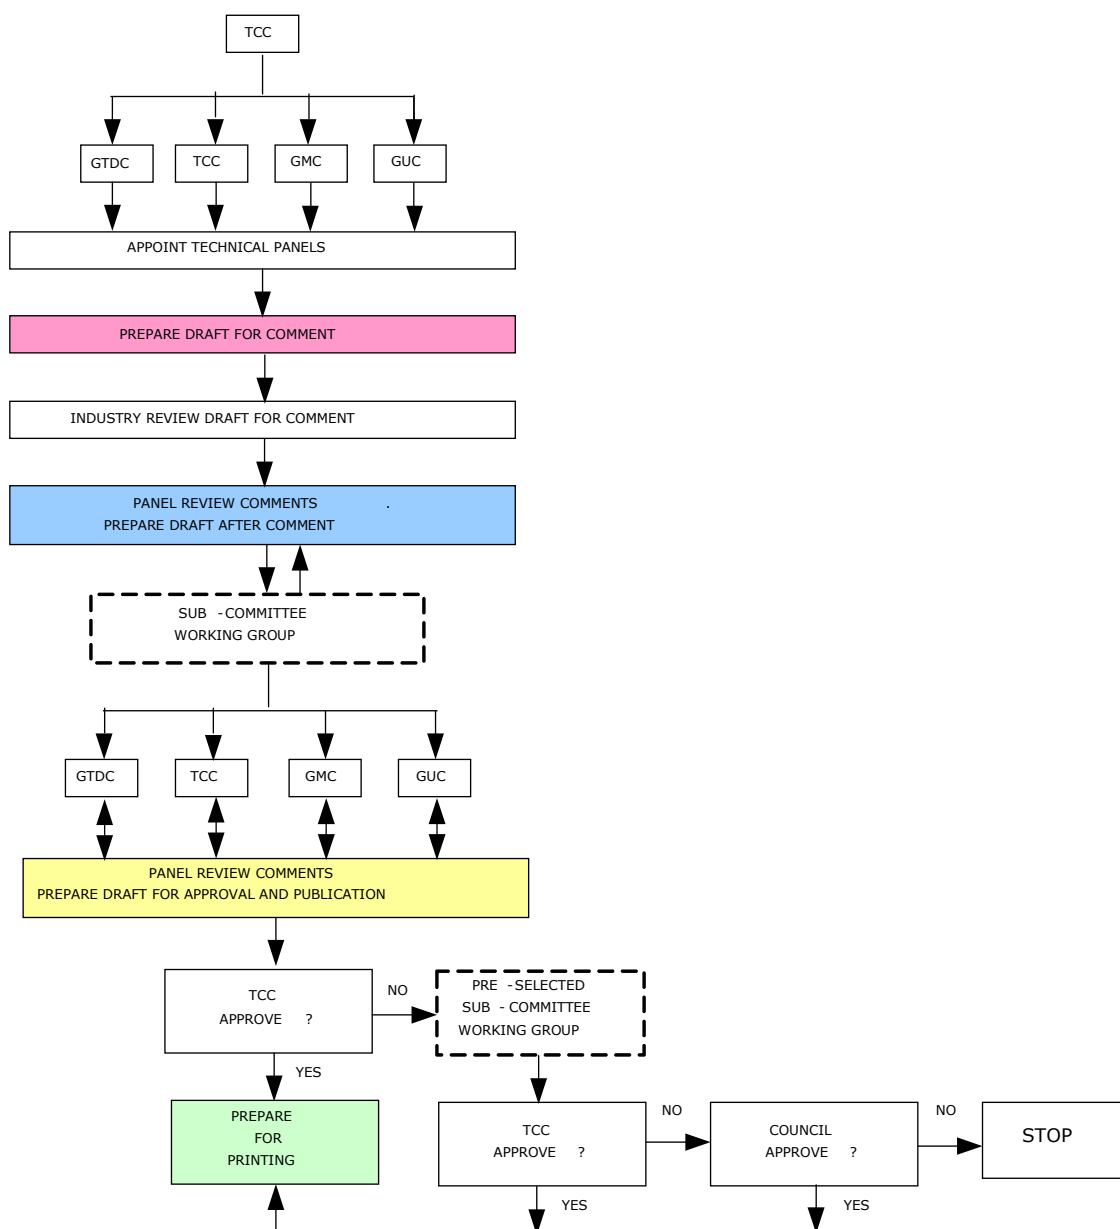 TCC
GTDC
TCC
GMC
GUC
APPOINT TECHNICAL PANELS
PREPARE DRAFT FOR COMMENT
INDUSTRY REVIEW DRAFT FOR COMMENT
PANEL REVIEW COMMENTS .
PREPARE DRAFT AFTER COMMENT
SUB -COMMITTEE
WORKING GROUP
GTDC
TCC
GMC
GUC
PANEL REVIEW COMMENTS
PREPARE DRAFT FOR APPROVAL AND PUBLICATION
TCC
APPROVE ?
NO
PRE -SELECTED
SUB - COMMITTEE
WORKING GROUP
YES
PREPARE
FOR
PRINTING
TCC
APPROVE ?
NO
COUNCIL
APPROVE ?
NO
STOP
YES
YES